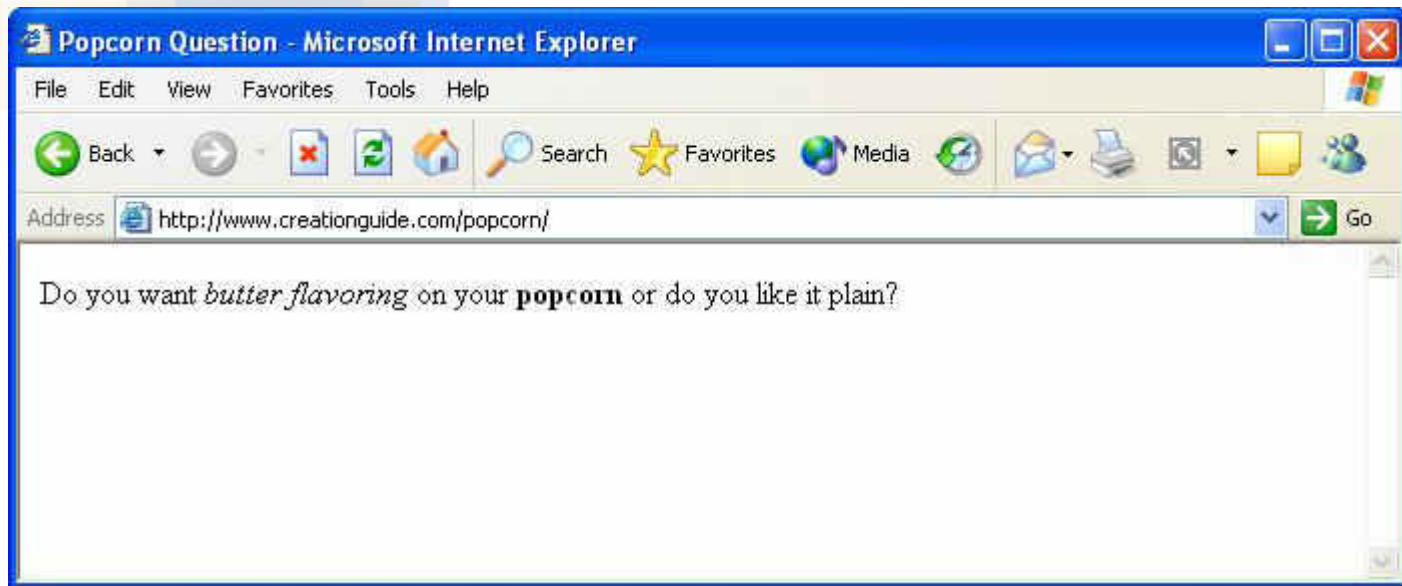 Popcorn Question - Microsoft Internet Explorer
File Edit View Favorites Tools Help
Back Search Favorites Media
Address http://www.creationguide.com/popcorn/ Go
Do you want butter flavoring on your popcorn or do you like it plain?